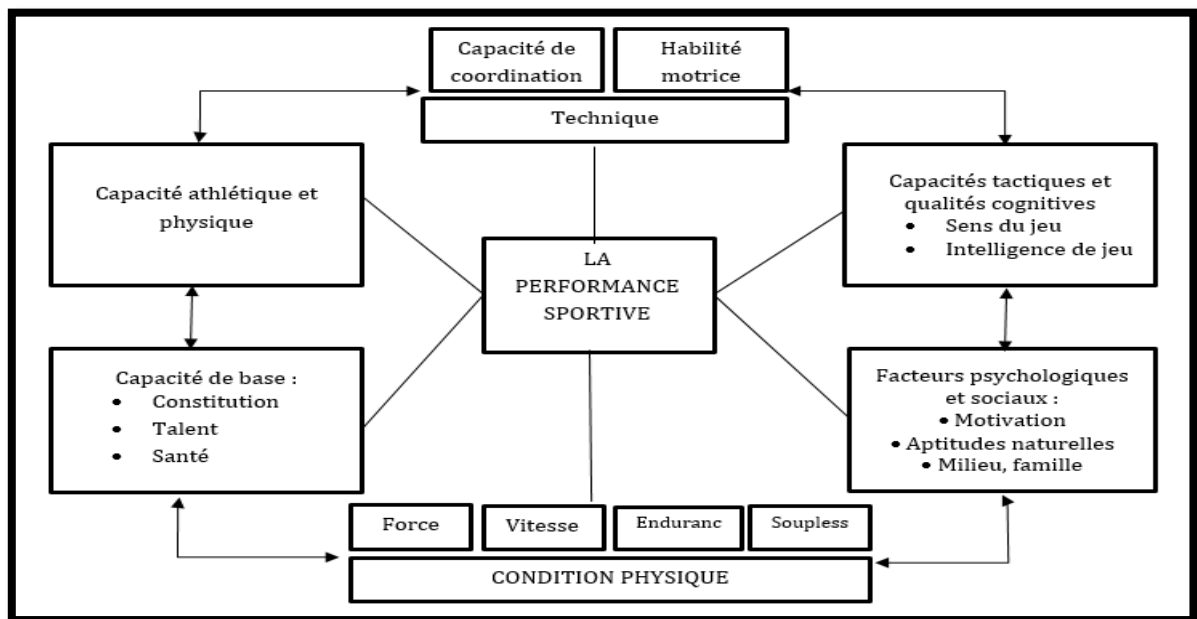 Capacité de
coordination
Habilité
motrice
Technique
Capacité athlétique et
physique
Capacités tactiques et
qualités cognitives
• Sens du jeu
• Intelligence de jeu
LA
PERFORMANCE
SPORTIVE
Capacité de base :
• Constitution
• Talent
• Santé
Facteurs psychologiques
et sociaux :
• Motivation
• Aptitudes naturelles
• Milieu, famille
Force
Vitesse
Enduranc
Soupless
CONDITION PHYSIQUE